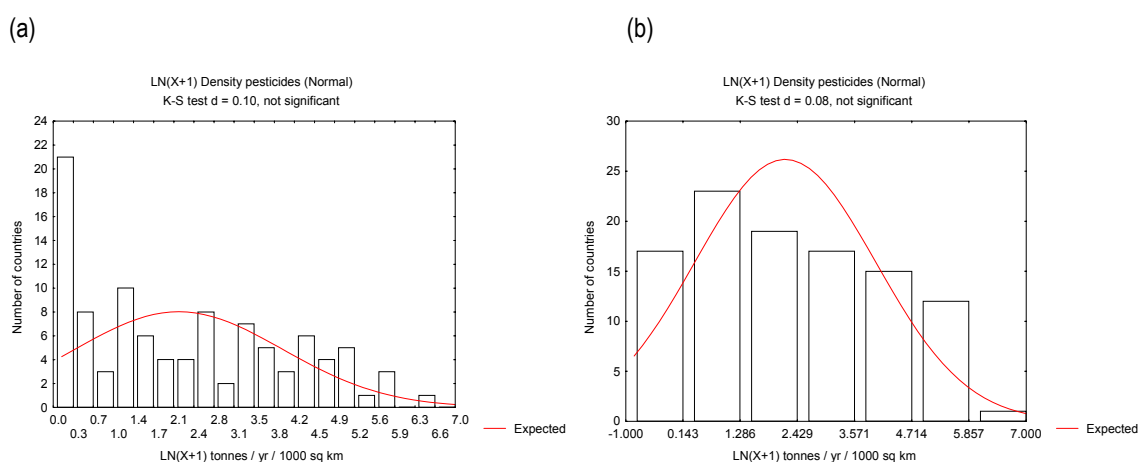 (a)
LN(X+1) Density pesticides (Normal)
K-S test d = 0.10, not significant
24
22
20
18
16
14
12
10
8
6
4
2
0
Number of countries
0.0 0.7 1.4 2.1 2.8 3.5 4.2 4.9 5.6 6.3 7.0
0.3 1.0 1.7 2.4 3.1 3.8 4.5 5.2 5.9 6.6
Expected
LN(X+1) tonnes / yr / 1000 sq km
(b)
LN(X+1) Density pesticides (Normal)
K-S test d = 0.08, not significant
30
25
20
15
10
5
0
Number of countries
-1.000 0.143 1.286 2.429 3.571 4.714 5.857 7.000
Expected
LN(X+1) tonnes / yr / 1000 sq km